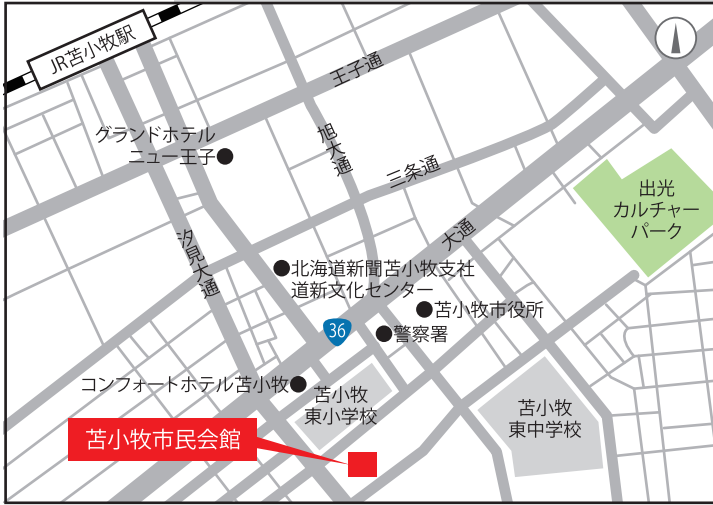 JR苫小牧駅
王子通
グランドホテル
ニュー王子
旭大通
三条通
出光
カルチャー
パーク
汐見大通
大通
北海道新聞苫小牧支社
道新文化センター
苫小牧市役所
36
警察署
コンフォートホテル苫小牧
苫小牧
東小学校
苫小牧
東中学校
苫小牧市民会館